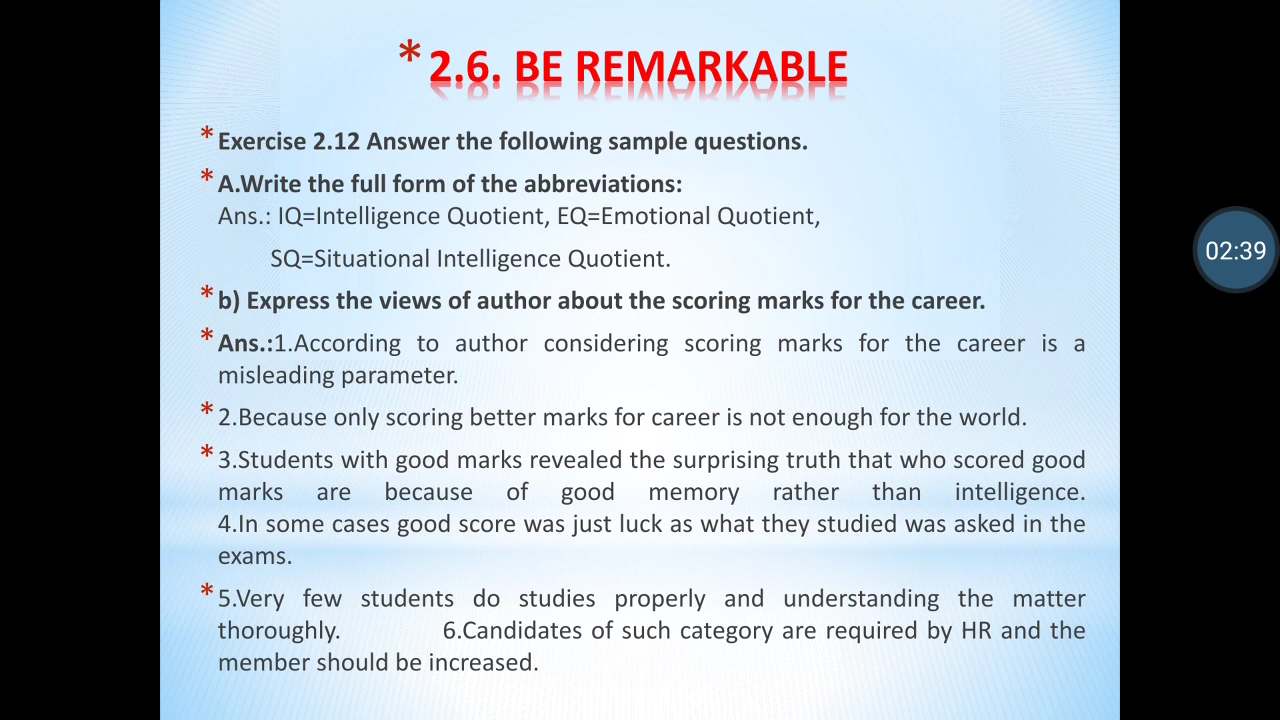 * 2.6. BE REMARKABLE
* Exercise 2.12 Answer the following sample questions.
* A.Write the full form of the abbreviations:
Ans.: IQ=Intelligence Quotient, EQ=Emotional Quotient,
SQ=Situational Intelligence Quotient.
* b) Express the views of author about the scoring marks for the career.
* Ans.:1.According to author considering scoring marks for the career is a
misleading parameter.
* 2.Because only scoring better marks for career is not enough for the world.
* 3.Students with good marks revealed the surprising truth that who scored good
marks are because of good memory rather than intelligence.
4.In some cases good score was just luck as what they studied was asked in the
exams.
* 5.Very few students do studies properly and understanding the matter
thoroughly. 6.Candidates of such category are required by HR and the
member should be increased.
02:39